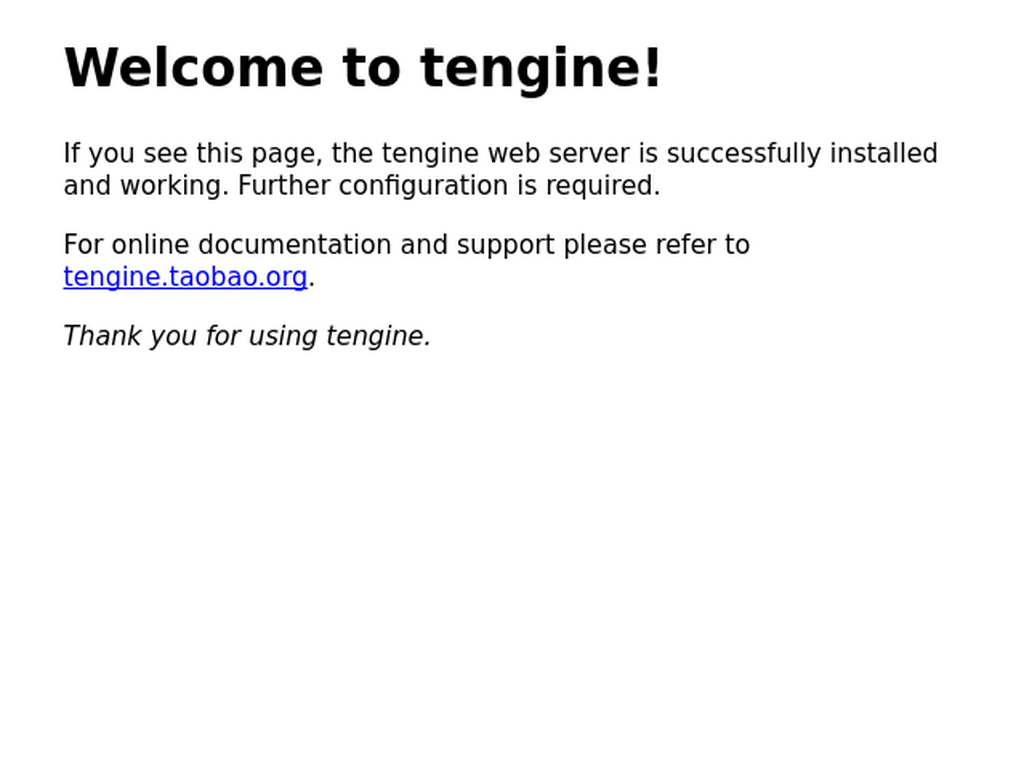 Welcome to tengine!
If you see this page, the tengine web server is successfully installed
and working. Further configuration is required.
For online documentation and support please refer to
tengine.taobao.org.
Thank you for using tengine.